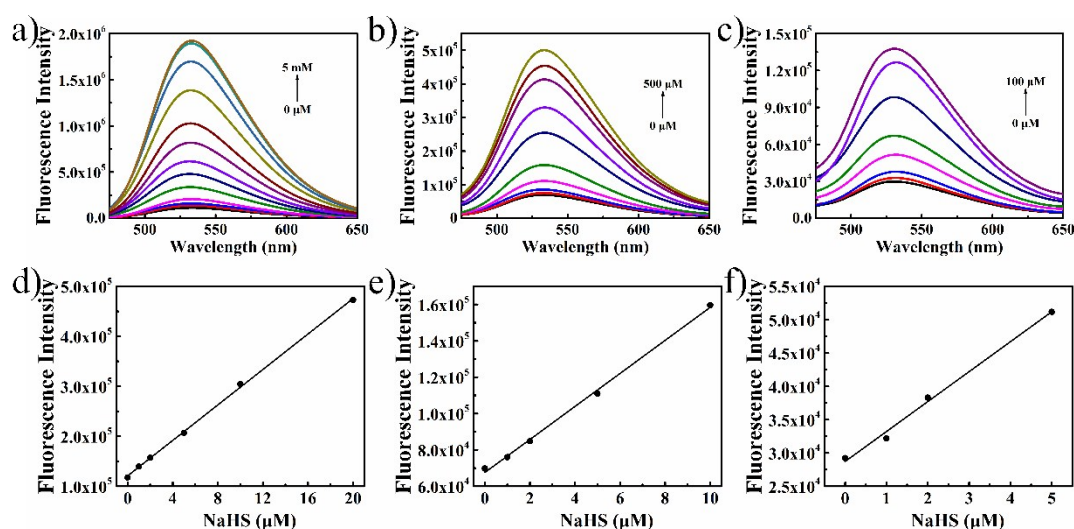 a)
Fluorescence Intensity
2.0x10⁶
1.5x10⁶
1.0x10⁶
5.0x10⁵
0.0
5 mM
0 μM
500 550 600 650
Wavelength (nm)
b)
Fluorescence Intensity
5x10⁵
4x10⁵
3x10⁵
2x10⁵
1x10⁵
0
500 μM
0 μM
500 550 600 650
Wavelength (nm)
c)
Fluorescence Intensity
1.5x10⁵
1.2x10⁵
9.0x10⁴
6.0x10⁴
3.0x10⁴
0.0
100 μM
0 μM
500 550 600 650
Wavelength (nm)
d)
Fluorescence Intensity
5.0x10⁵
4.0x10⁵
3.0x10⁵
2.0x10⁵
1.0x10⁵
0 4 8 12 16 20
NaHS (μM)
e)
Fluorescence Intensity
1.6x10⁵
1.4x10⁵
1.2x10⁵
1.0x10⁵
8.0x10⁴
6.0x10⁴
0 2 4 6 8 10
NaHS (μM)
f)
Fluorescence Intensity
5.5x10⁴
5.0x10⁴
4.5x10⁴
4.0x10⁴
3.5x10⁴
3.0x10⁴
2.5x10⁴
0 1 2 3 4 5
NaHS (μM)